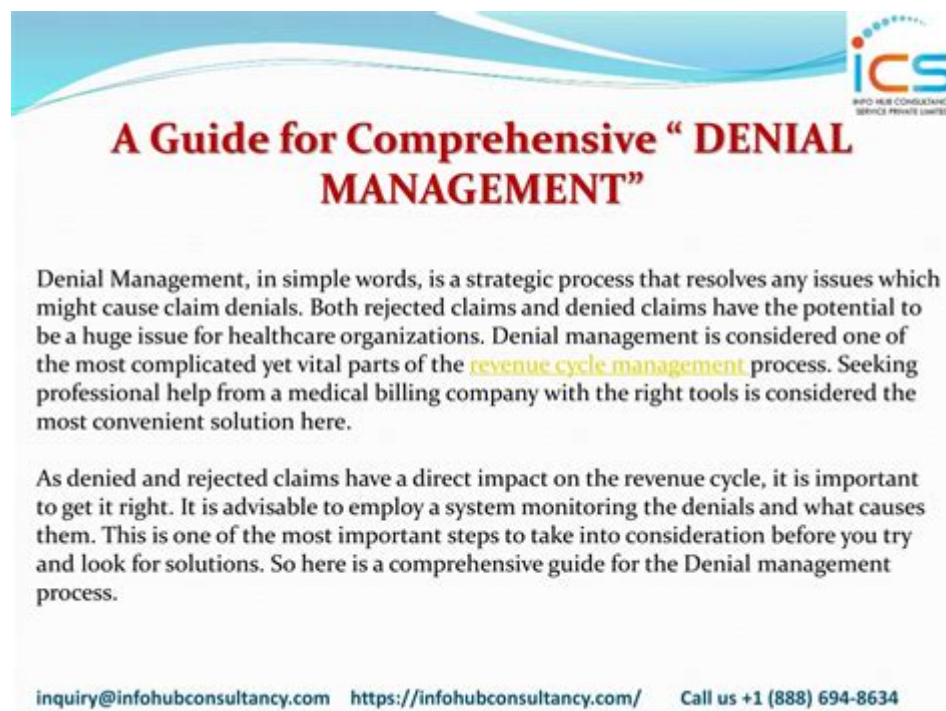 ics
INFO HUB CONSULTANC
SERVICE PRIVATE LIMITE
A Guide for Comprehensive “ DENIAL
MANAGEMENT”
Denial Management, in simple words, is a strategic process that resolves any issues which
might cause claim denials. Both rejected claims and denied claims have the potential to
be a huge issue for healthcare organizations. Denial management is considered one of
the most complicated yet vital parts of the revenue cycle management process. Seeking
professional help from a medical billing company with the right tools is considered the
most convenient solution here.
As denied and rejected claims have a direct impact on the revenue cycle, it is important
to get it right. It is advisable to employ a system monitoring the denials and what causes
them. This is one of the most important steps to take into consideration before you try
and look for solutions. So here is a comprehensive guide for the Denial management
process.
inquiry@infohubconsultancy.com https://infohubconsultancy.com/ Call us +1 (888) 694-8634